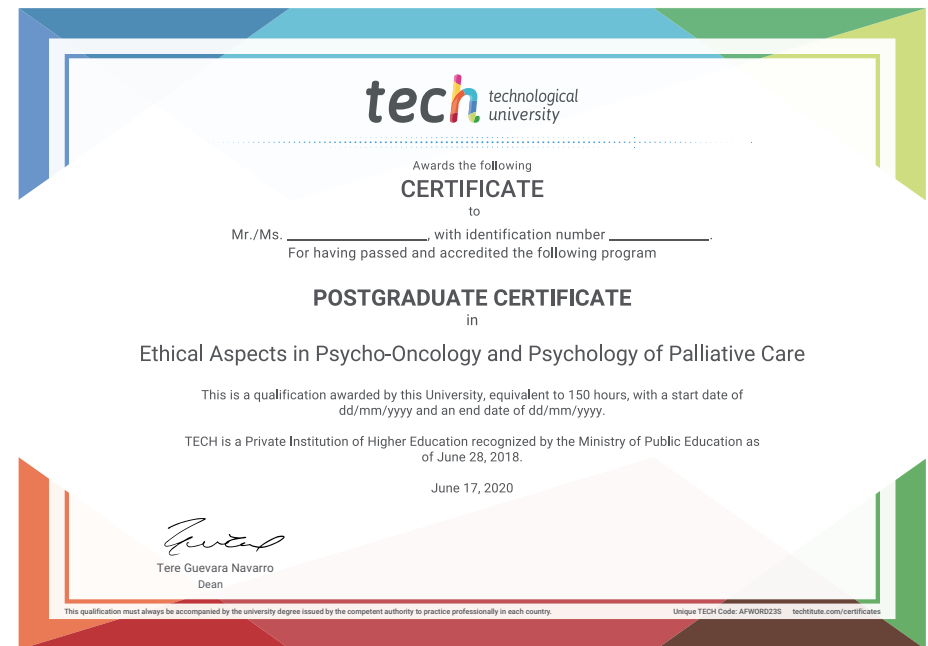 tech technological
university
Awards the following
CERTIFICATE
to
Mr./Ms. ____________, with identification number ____________.
For having passed and accredited the following program
POSTGRADUATE CERTIFICATE
in
Ethical Aspects in Psycho-Oncology and Psychology of Palliative Care
This is a qualification awarded by this University, equivalent to 150 hours, with a start date of
dd/mm/yyyy and an end date of dd/mm/yyyy.
TECH is a Private Institution of Higher Education recognized by the Ministry of Public Education as
of June 28, 2018.
June 17, 2020
Tere Guevara Navarro
Dean
This qualification must always be accompanied by the university degree issued by the competent authority to practice professionally in each country. Unique TECH Code: AFWORD23S techtitute.com/certificates